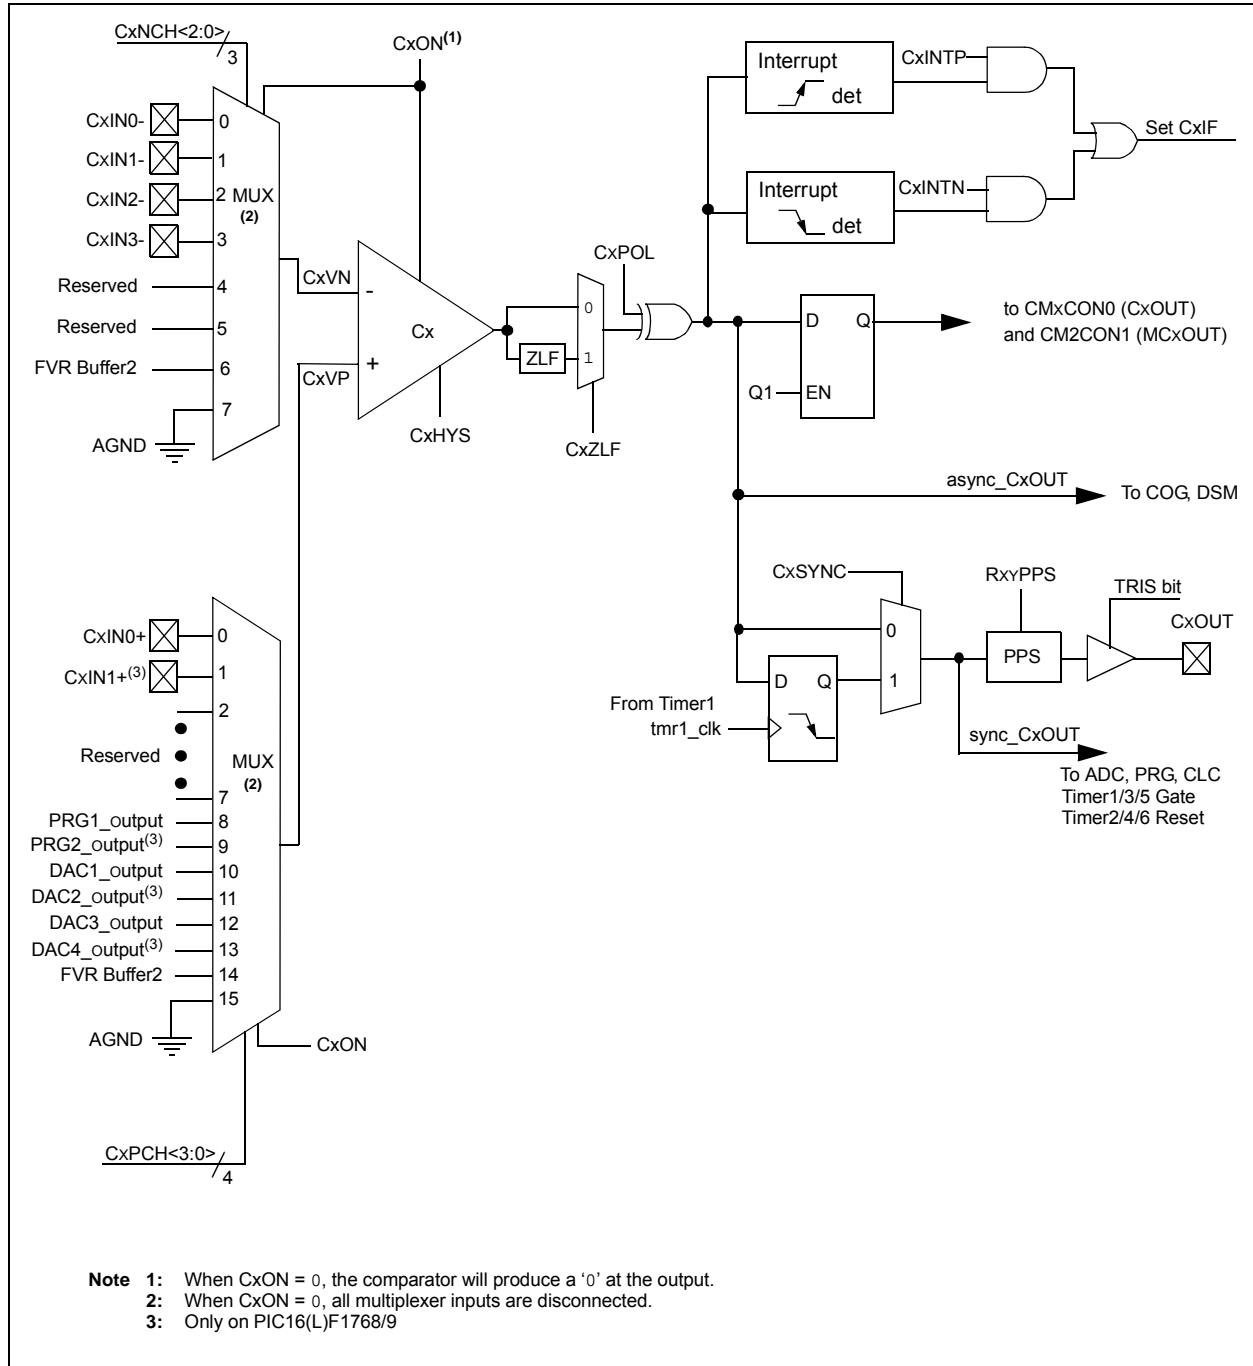 CxNCH<2:0>
3
CxON(1)
CxIN0-
0
CxIN1-
1
CxIN2-
2
MUX
(2)
CxIN3-
3
Reserved
4
Reserved
5
FVR Buffer2
6
7
AGND
CxVN
-
Cx
+
CxVP
CxHYS
ZLF
0
1
CxZLF
CxPOL
Interrupt
det
CxINTP
Interrupt
det
CxINTN
Set CxIF
D
Q
Q1
EN
to CMxCON0 (CxOUT)
and CM2CON1 (MCxOUT)
async_CxOUT
To COG, DSM
CxSYNC
0
1
D
Q
From Timer1
tmr1_clk
RxyPPS
PPS
TRIS bit
CxOUT
sync_CxOUT
To ADC, PRG, CLC
Timer1/3/5 Gate
Timer2/4/6 Reset
CxIN0+
0
CxIN1+(3)
1
2
Reserved
MUX
(2)
7
PRG1_output
8
PRG2_output(3)
9
DAC1_output
10
DAC2_output(3)
11
DAC3_output
12
DAC4_output(3)
13
FVR Buffer2
14
15
AGND
CxON
CxPCH<3:0>
4
Note 1: When CxON = 0, the comparator will produce a ‘0’ at the output.
2: When CxON = 0, all multiplexer inputs are disconnected.
3: Only on PIC16(L)F1768/9